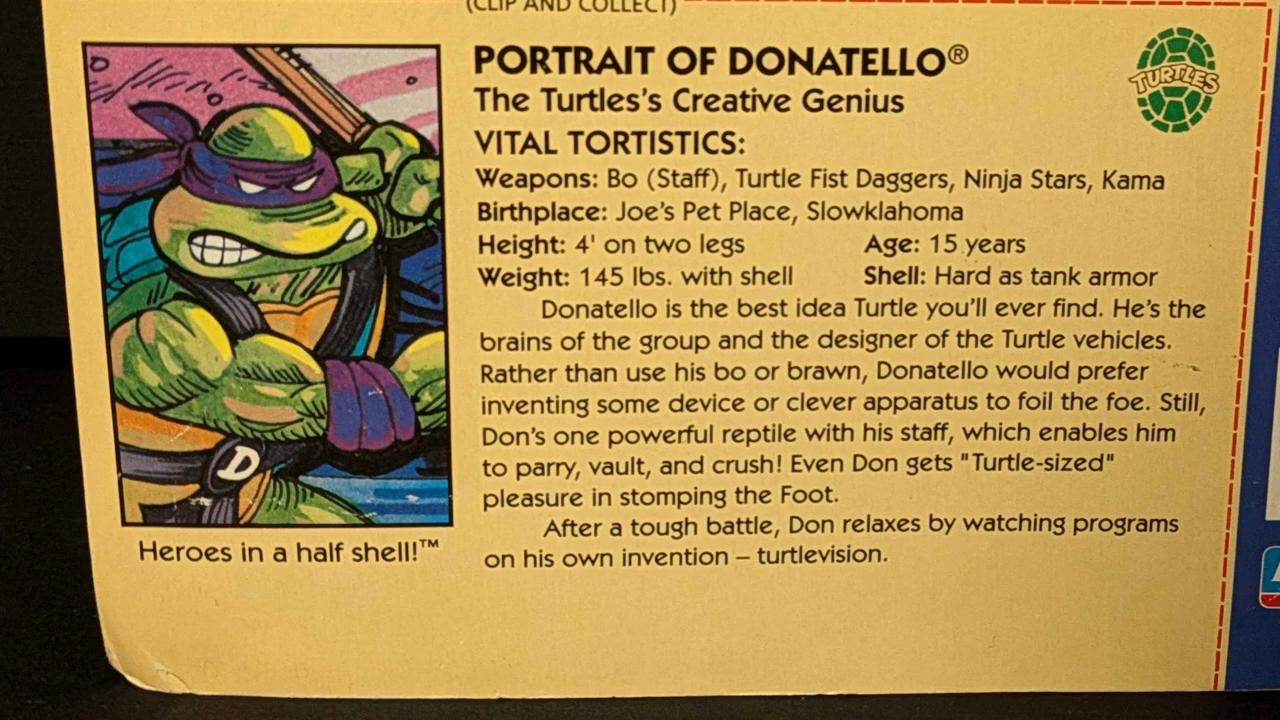 (CLIP AND COLLECT)
PORTRAIT OF DONATELLO®
The Turtles's Creative Genius
TURTLES
VITAL TORTISTICS:
Weapons: Bo (Staff), Turtle Fist Daggers, Ninja Stars, Kama
Birthplace: Joe's Pet Place, Slowklahoma
Height: 4' on two legs Age: 15 years
Weight: 145 lbs. with shell Shell: Hard as tank armor
Donatello is the best idea Turtle you'll ever find. He's the
brains of the group and the designer of the Turtle vehicles.
Rather than use his bo or brawn, Donatello would prefer
inventing some device or clever apparatus to foil the foe. Still,
Don's one powerful reptile with his staff, which enables him
to parry, vault, and crush! Even Don gets "Turtle-sized"
pleasure in stomping the Foot.
After a tough battle, Don relaxes by watching programs
on his own invention – turtlevision.
D
Heroes in a half shell!™